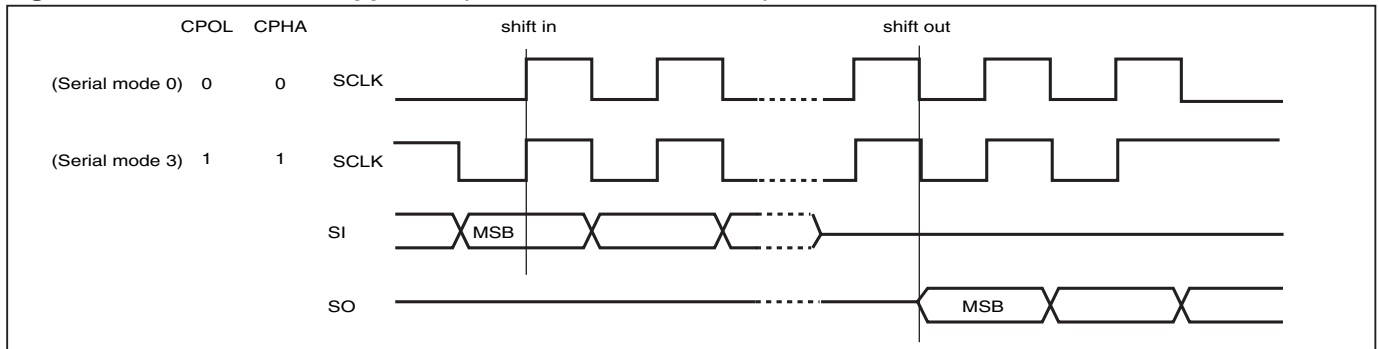 CPOL CPHA shift in shift out
(Serial mode 0) 0 0 SCLK
(Serial mode 3) 1 1 SCLK
SI MSB
SO MSB